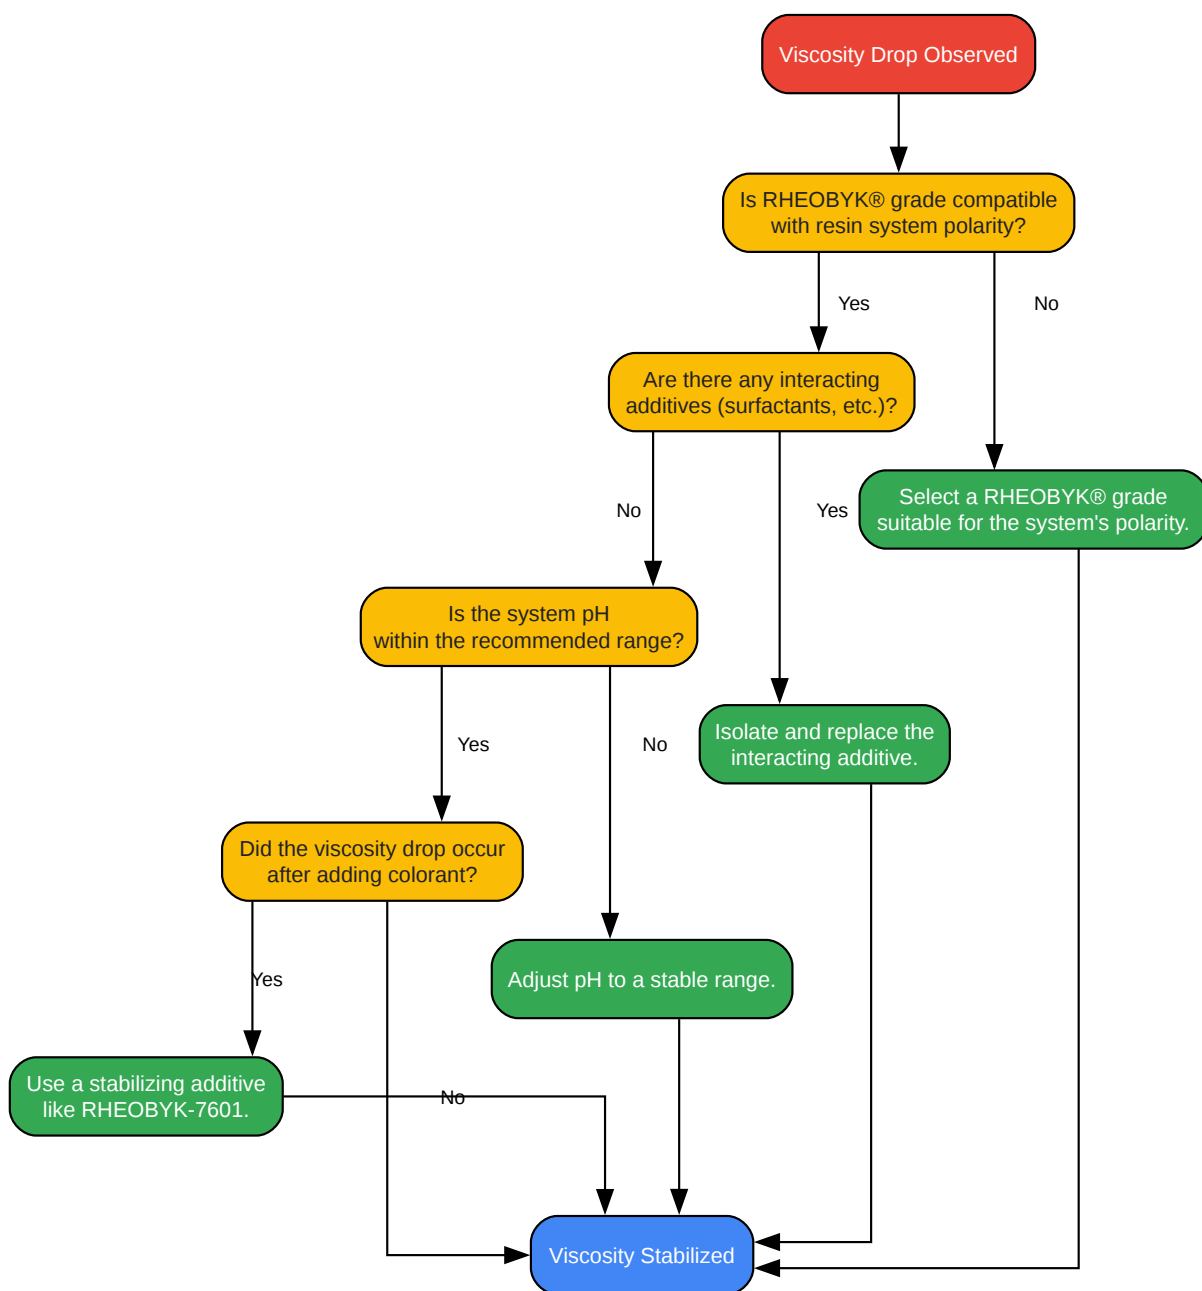 Viscosity Drop Observed
Is RHEOBYK® grade compatible
with resin system polarity?
Yes
No
Are there any interacting
additives (surfactants, etc.)?
No
Yes
Select a RHEOBYK® grade
suitable for the system's polarity.
Is the system pH
within the recommended range?
Yes
No
Isolate and replace the
interacting additive.
Did the viscosity drop occur
after adding colorant?
Yes
Adjust pH to a stable range.
Use a stabilizing additive
like RHEOBYK-7601.
No
Viscosity Stabilized